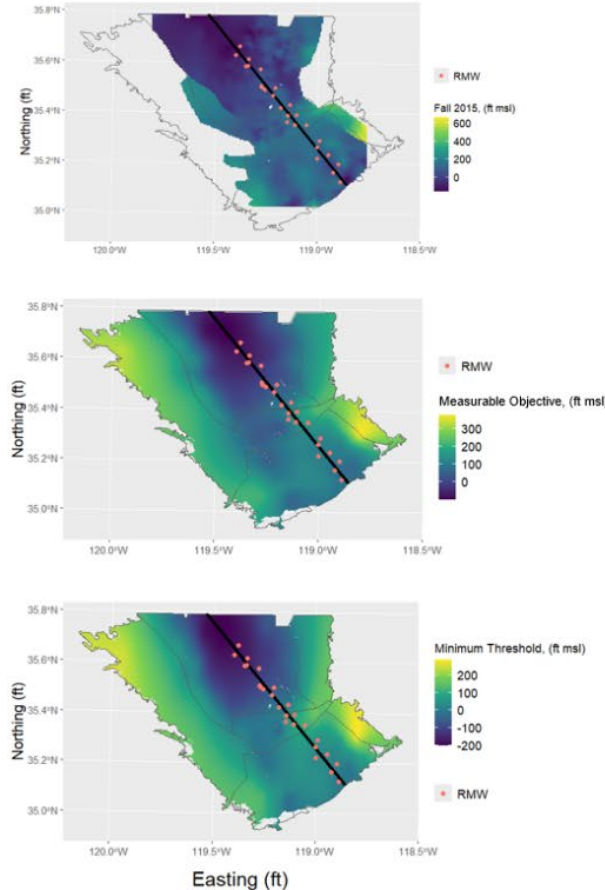 35.8°N
35.6°N
35.4°N
35.2°N
35.0°N
Northing (ft)
120.0°W 119.5°W 119.0°W 118.5°W
RMW
Fall 2015, (ft msl)
600
400
200
0
35.8°N
35.6°N
35.4°N
35.2°N
35.0°N
Northing (ft)
120.0°W 119.5°W 119.0°W 118.5°W
RMW
Measurable Objective, (ft msl)
300
200
100
0
35.8°N
35.6°N
35.4°N
35.2°N
35.0°N
Northing (ft)
120.0°W 119.5°W 119.0°W 118.5°W
Minimum Threshold, (ft msl)
200
100
0
-100
-200
RMW
Easting (ft)